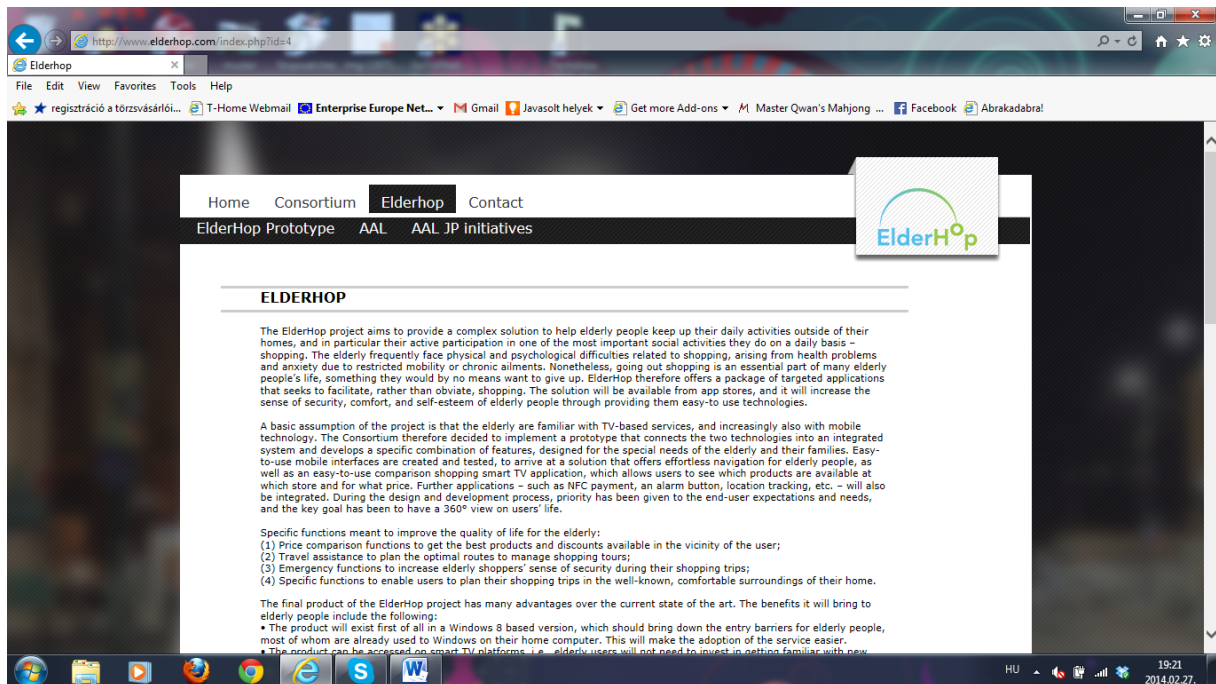 http://www.elderhop.com/index.php?id=4
Elderhop
File Edit View Favorites Tools Help
regisztráció a törzsvásárlói... T-Home Webmail Enterprise Europe Net... Gmail Javasolt helyek Get more Add-ons Master Qwan's Mahjong ... Facebook Abrakadabra!
Home Consortium Elderhop Contact
ElderHop Prototype AAL AAL JP initiatives
ElderHop
ELDERHOP
The ElderHop project aims to provide a complex solution to help elderly people keep up their daily activities outside of their
homes, and in particular their active participation in one of the most important social activities they do on a daily basis –
shopping. The elderly frequently face physical and psychological difficulties related to shopping, arising from health problems
and anxiety due to restricted mobility or chronic ailments. Nonetheless, going out shopping is an essential part of many elderly
people's life, something they would by no means want to give up. ElderHop therefore offers a package of targeted applications
that seeks to facilitate, rather than obviate, shopping. The solution will be available from app stores, and it will increase the
sense of security, comfort, and self-esteem of elderly people through providing them easy-to use technologies.
A basic assumption of the project is that the elderly are familiar with TV-based services, and increasingly also with mobile
technology. The Consortium therefore decided to implement a prototype that connects the two technologies into an integrated
system and develops a specific combination of features, designed for the special needs of the elderly and their families. Easy-
to-use mobile interfaces are created and tested, to arrive at a solution that offers effortless navigation for elderly people, as
well as an easy-to-use comparison shopping smart TV application, which allows users to see which products are available at
which store and for what price. Further applications – such as NFC payment, an alarm button, location tracking, etc. – will also
be integrated. During the design and development process, priority has been given to the end-user expectations and needs,
and the key goal has been to have a 360° view on users' life.
Specific functions meant to improve the quality of life for the elderly:
(1) Price comparison functions to get the best products and discounts available in the vicinity of the user;
(2) Travel assistance to plan the optimal routes to manage shopping tours;
(3) Emergency functions to increase elderly shoppers' sense of security during their shopping trips;
(4) Specific functions to enable users to plan their shopping trips in the well-known, comfortable surroundings of their home.
The final product of the ElderHop project has many advantages over the current state of the art. The benefits it will bring to
elderly people include the following:
• The product will exist first of all in a Windows 8 based version, which should bring down the entry barriers for elderly people,
most of whom are already used to Windows on their home computer. This will make the adoption of the service easier.
• The product can be accessed on smart TV platforms, i.e., elderly users will not need to invest in getting familiar with new
HU 19:21
2014.02.27.